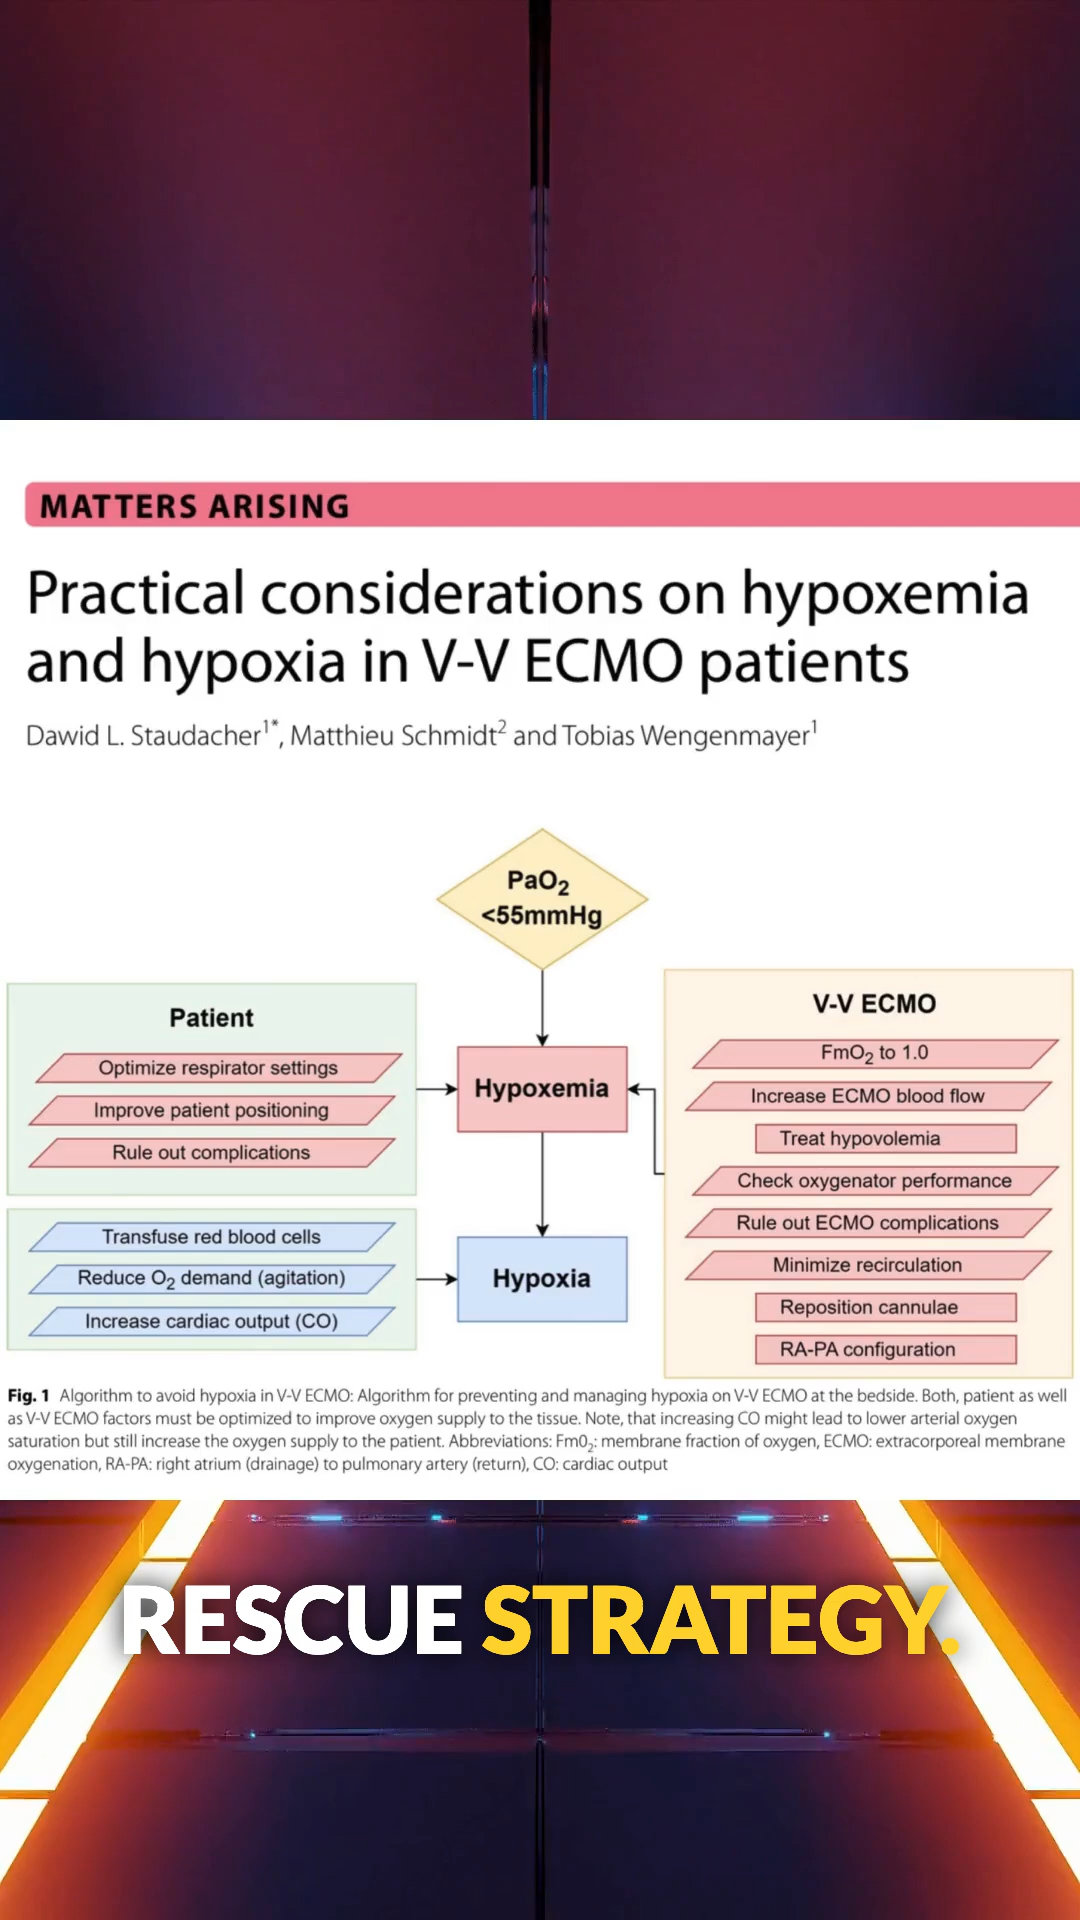 MATTERS ARISING
Practical considerations on hypoxemia
and hypoxia in V-V ECMO patients
Dawid L. Staudacher1*, Matthieu Schmidt2 and Tobias Wengenmayer1
PaO2
<55mmHg
Patient
Optimize respirator settings
Improve patient positioning
Rule out complications
Transfuse red blood cells
Reduce O2 demand (agitation)
Increase cardiac output (CO)
Hypoxemia
Hypoxia
V-V ECMO
FmO2 to 1.0
Increase ECMO blood flow
Treat hypovolemia
Check oxygenator performance
Rule out ECMO complications
Minimize recirculation
Reposition cannulae
RA-PA configuration
Fig. 1 Algorithm to avoid hypoxia in V-V ECMO: Algorithm for preventing and managing hypoxia on V-V ECMO at the bedside. Both, patient as well
as V-V ECMO factors must be optimized to improve oxygen supply to the tissue. Note, that increasing CO might lead to lower arterial oxygen
saturation but still increase the oxygen supply to the patient. Abbreviations: Fm02: membrane fraction of oxygen, ECMO: extracorporeal membrane
oxygenation, RA-PA: right atrium (drainage) to pulmonary artery (return), CO: cardiac output
RESCUE STRATEGY.